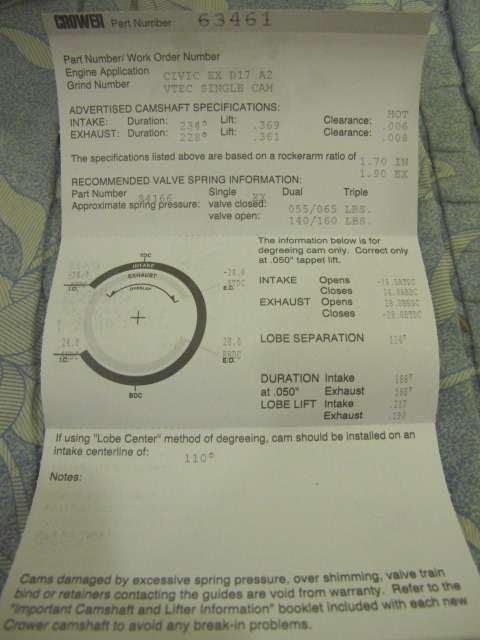 CROWER Part Number 63461
Part Number/ Work Order Number
Engine Application CIVIC EX D17 A2
Grind Number VTEC SINGLE CAM
ADVERTISED CAMSHAFT SPECIFICATIONS: HOT
INTAKE: Duration: 234° Lift: .369 Clearance: .006
EXHAUST: Duration: 228° Lift: .361 Clearance: .008
The specifications listed above are based on a rockerarm ratio of 1.70 IN
1.90 EX
RECOMMENDED VALVE SPRING INFORMATION:
Part Number 84166 Single XX Dual Triple
Approximate spring pressure: valve closed: 055/065 LBS.
valve open: 140/160 LBS.
The information below is for
degreeing cam only. Correct only
at .050" tappet lift.
TDC
INTAKE
EXHAUST
OVERLAP
I.O.
E.O.
I.C.
BDC
INTAKE Opens
Closes
EXHAUST Opens
Closes
LOBE SEPARATION
DURATION Intake
at .050" Exhaust
LOBE LIFT Intake
Exhaust
If using "Lobe Center" method of degreeing, cam should be installed on an
Intake centerline of: 110°
Notes:
Cams damaged by excessive spring pressure, over shimming, valve train
bind or retainers contacting the guides are void from warranty. Refer to the
"Important Camshaft and Lifter Information" booklet included with each new
Crower camshaft to avoid any break-in problems.